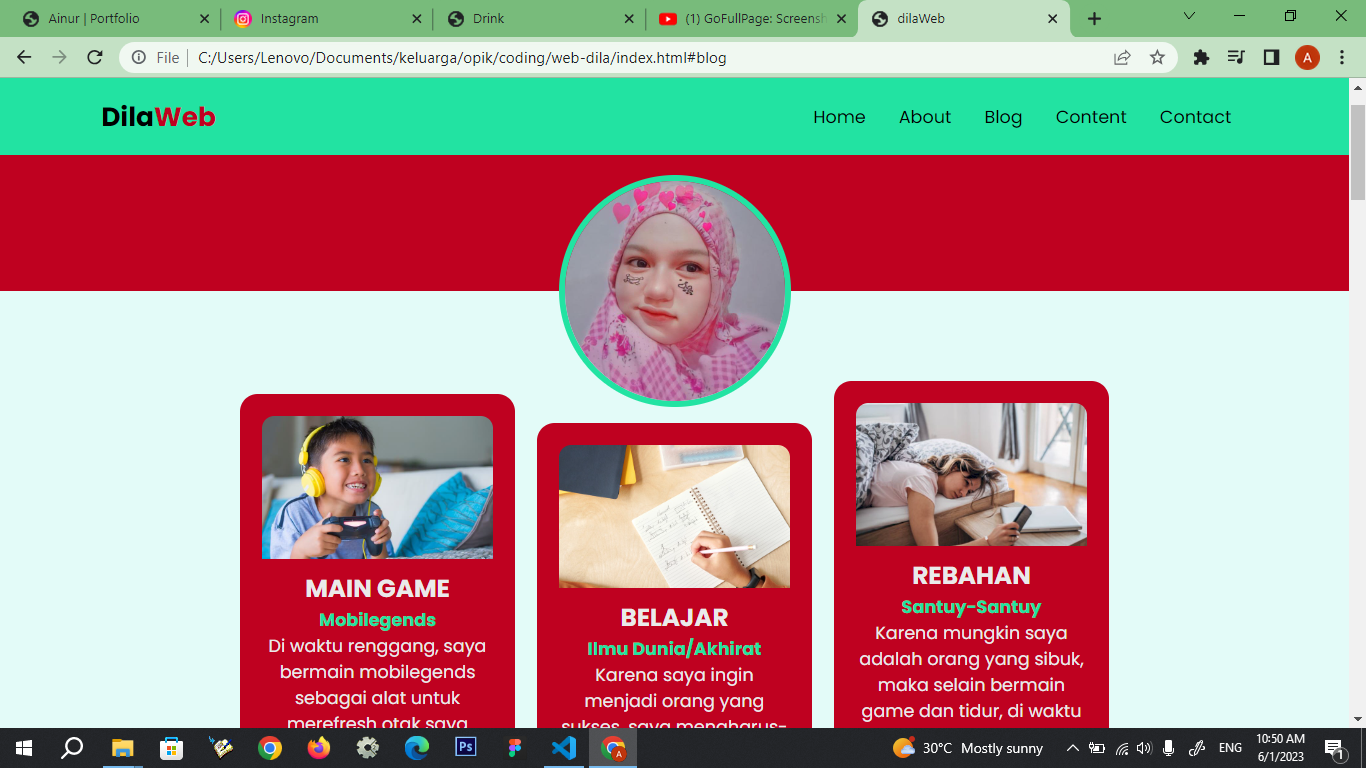 Ainur | Portfolio
Instagram
Drink
(1) GoFullPage: Screensh
dilaWeb
File
C:/Users/Lenovo/Documents/keluarga/opik/coding/web-dila/index.html#blog
A
DilaWeb
Home
About
Blog
Content
Contact
MAIN GAME
Mobilegends
Di waktu renggang, saya
bermain mobilegends
sebagai alat untuk
merefresh otak saya
BELAJAR
Ilmu Dunia/Akhirat
Karena saya ingin
menjadi orang yang
sukses, saya mengharus-
REBAHAN
Santuy-Santuy
Karena mungkin saya
adalah orang yang sibuk,
maka selain bermain
game dan tidur, di waktu
Ps
A
30°C Mostly sunny
ENG
10:50 AM
6/1/2023
1